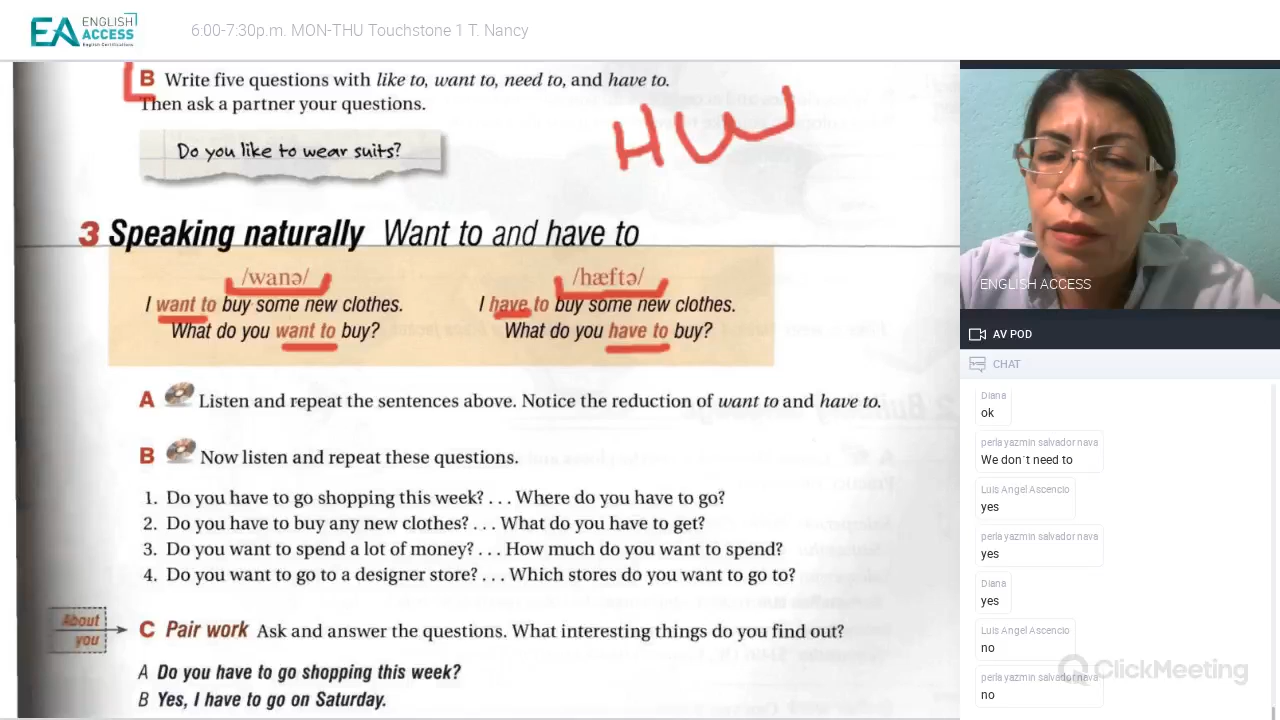 EA ENGLISH ACCESS
English Certifications
6:00-7:30p.m. MON-THU Touchstone 1 T. Nancy
B Write five questions with like to, want to, need to, and have to.
Then ask a partner your questions.
HW
Do you like to wear suits?
3 Speaking naturally Want to and have to
/wanə/ /hæftə/
I want to buy some new clothes. I have to buy some new clothes.
What do you want to buy? What do you have to buy?
A Listen and repeat the sentences above. Notice the reduction of want to and have to.
B Now listen and repeat these questions.
1. Do you have to go shopping this week? . . . Where do you have to go?
2. Do you have to buy any new clothes? . . . What do you have to get?
3. Do you want to spend a lot of money? . . . How much do you want to spend?
4. Do you want to go to a designer store? . . . Which stores do you want to go to?
About you
C Pair work Ask and answer the questions. What interesting things do you find out?
A Do you have to go shopping this week?
B Yes, I have to go on Saturday.
ENGLISH ACCESS
AV POD
CHAT
Diana
ok
perla yazmin salvador nava
We don´t need to
Luis Angel Ascencio
yes
perla yazmin salvador nava
yes
Diana
yes
Luis Angel Ascencio
no
perla yazmin salvador nava
no
ClickMeeting